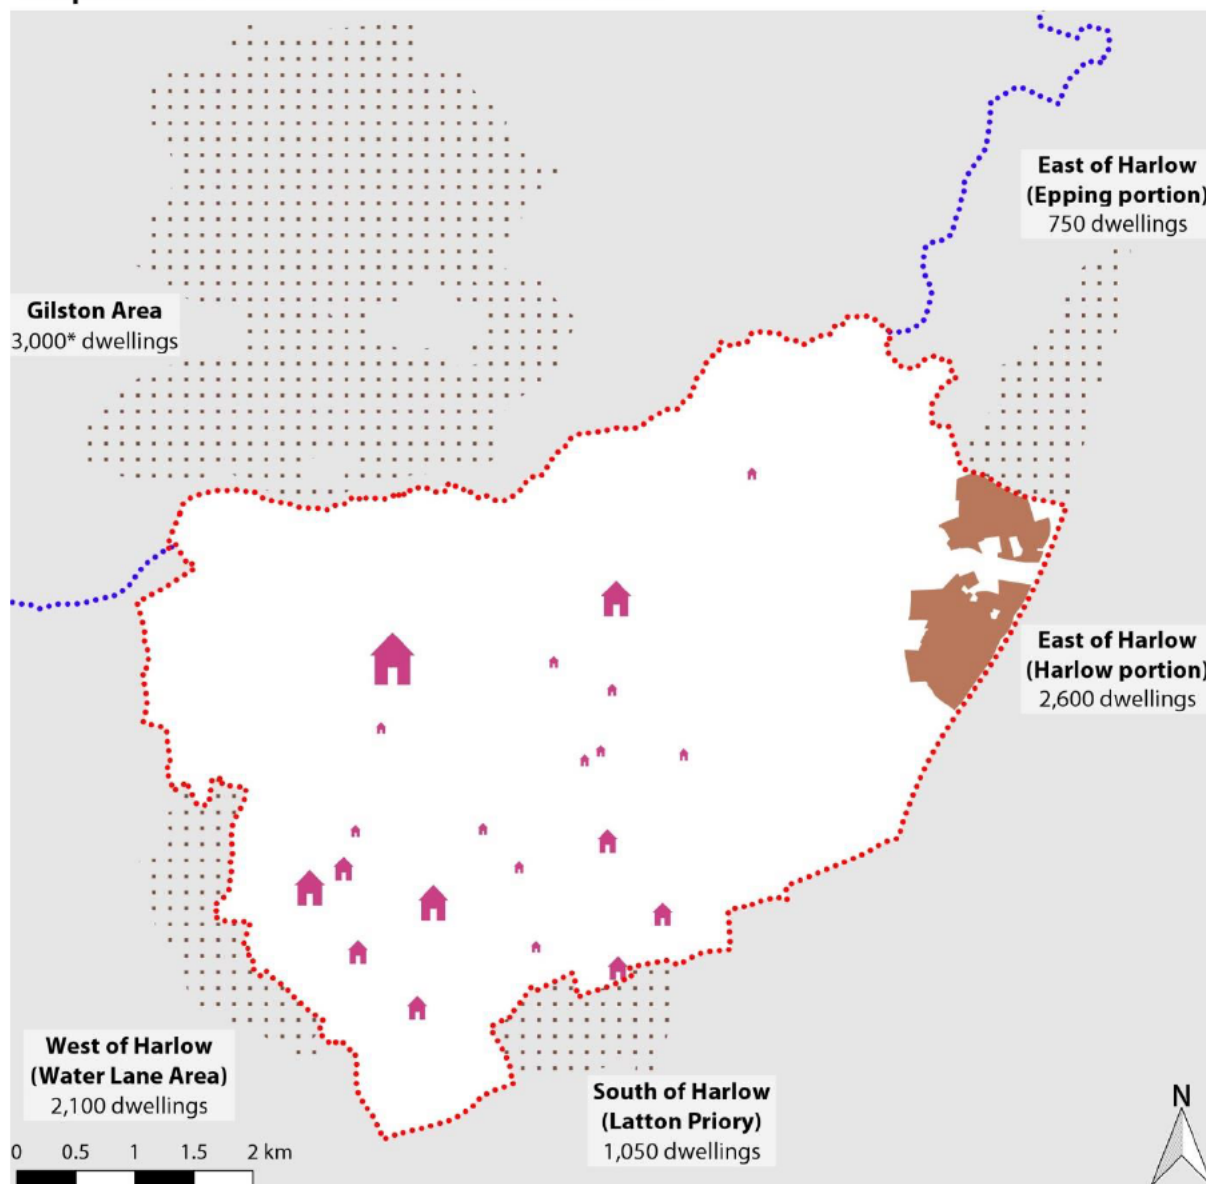 East of Harlow
(Epping portion)
750 dwellings
Gilston Area
3,000* dwellings
East of Harlow
(Harlow portion)
2,600 dwellings
West of Harlow
(Water Lane Area)
2,100 dwellings
South of Harlow
(Latton Priory)
1,050 dwellings
N
0 0.5 1 1.5 2 km